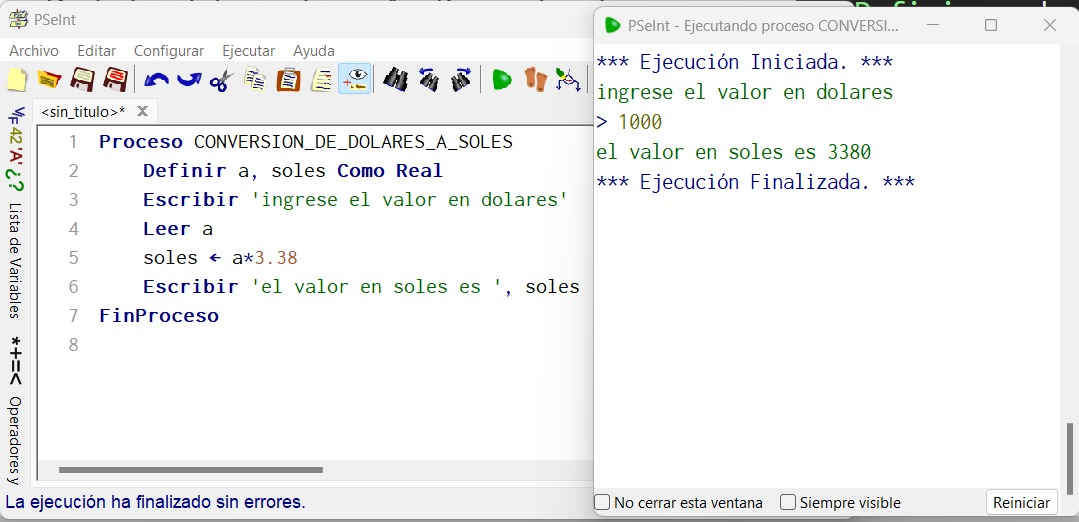 PSeInt
Archivo Editar Configurar Ejecutar Ayuda
<sin_titulo>* X
1 Proceso CONVERSION_DE_DOLARES_A_SOLES
2 Definir a, soles Como Real
3 Escribir 'ingrese el valor en dolares'
4 Leer a
5 soles ← a*3.38
6 Escribir 'el valor en soles es ', soles
7 FinProceso
8
VF 42 'A' ¿? Lista de Variables
*+=< Operadores y
La ejecución ha finalizado sin errores.
PSeInt - Ejecutando proceso CONVERSI...
*** Ejecución Iniciada. ***
ingrese el valor en dolares
> 1000
el valor en soles es 3380
*** Ejecución Finalizada. ***
No cerrar esta ventana Siempre visible Reiniciar